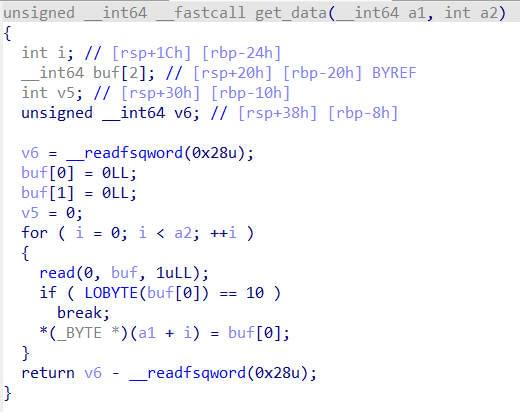 unsigned __int64 __fastcall get_data(__int64 a1, int a2)
{
int i; // [rsp+1Ch] [rbp-24h]
__int64 buf[2]; // [rsp+20h] [rbp-20h] BYREF
int v5; // [rsp+30h] [rbp-10h]
unsigned __int64 v6; // [rsp+38h] [rbp-8h]
v6 = __readfsqword(0x28u);
buf[0] = 0LL;
buf[1] = 0LL;
v5 = 0;
for ( i = 0; i < a2; ++i )
{
read(0, buf, 1uLL);
if ( LOBYTE(buf[0]) == 10 )
break;
*(_BYTE *)(a1 + i) = buf[0];
}
return v6 - __readfsqword(0x28u);
}